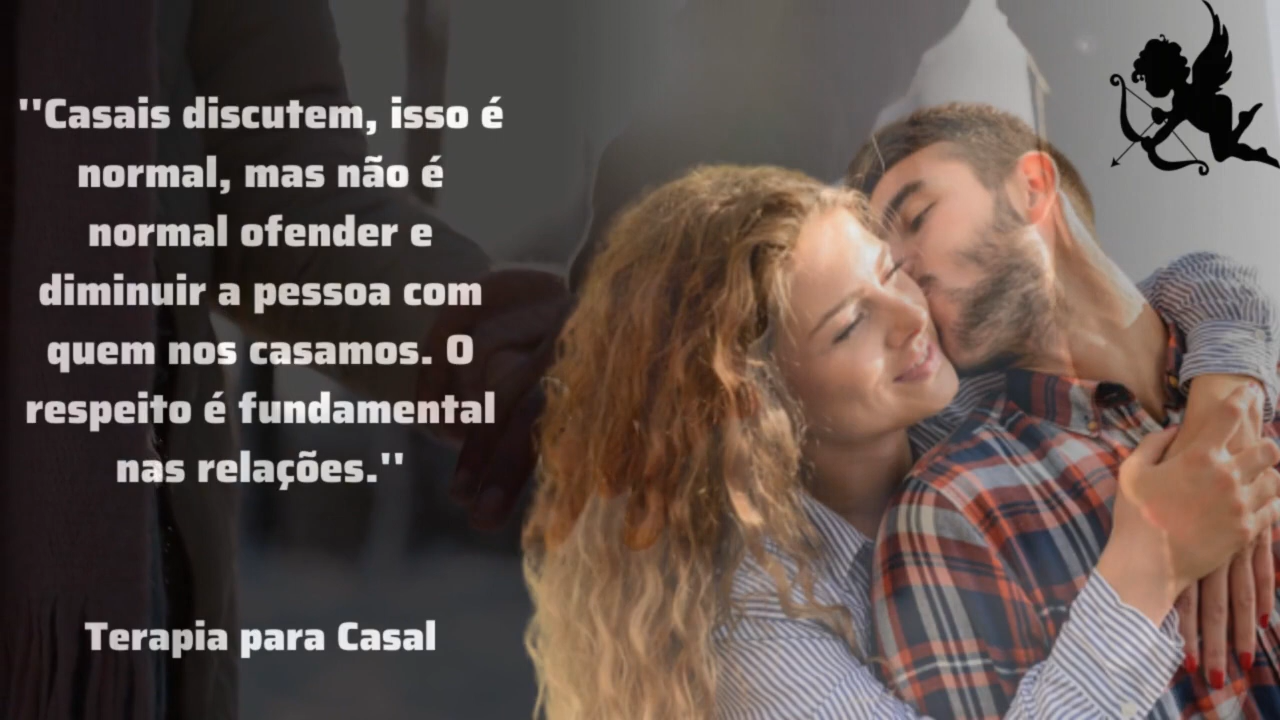 ''Casais discutem, isso é
normal, mas não é
normal ofender e
diminuir a pessoa com
quem nos casamos. O
respeito é fundamental
nas relações.''
Terapia para Casal